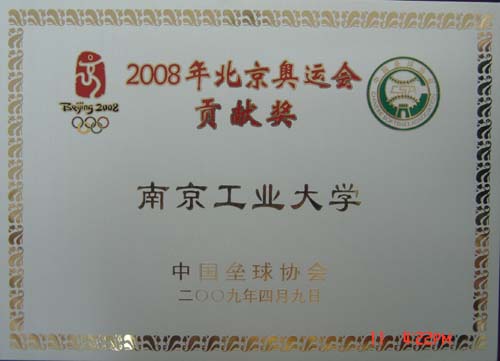 2008年北京奥运会
贡献奖
Beijing 2008
南京工业大学
中国垒球协会
二〇〇九年四月九日